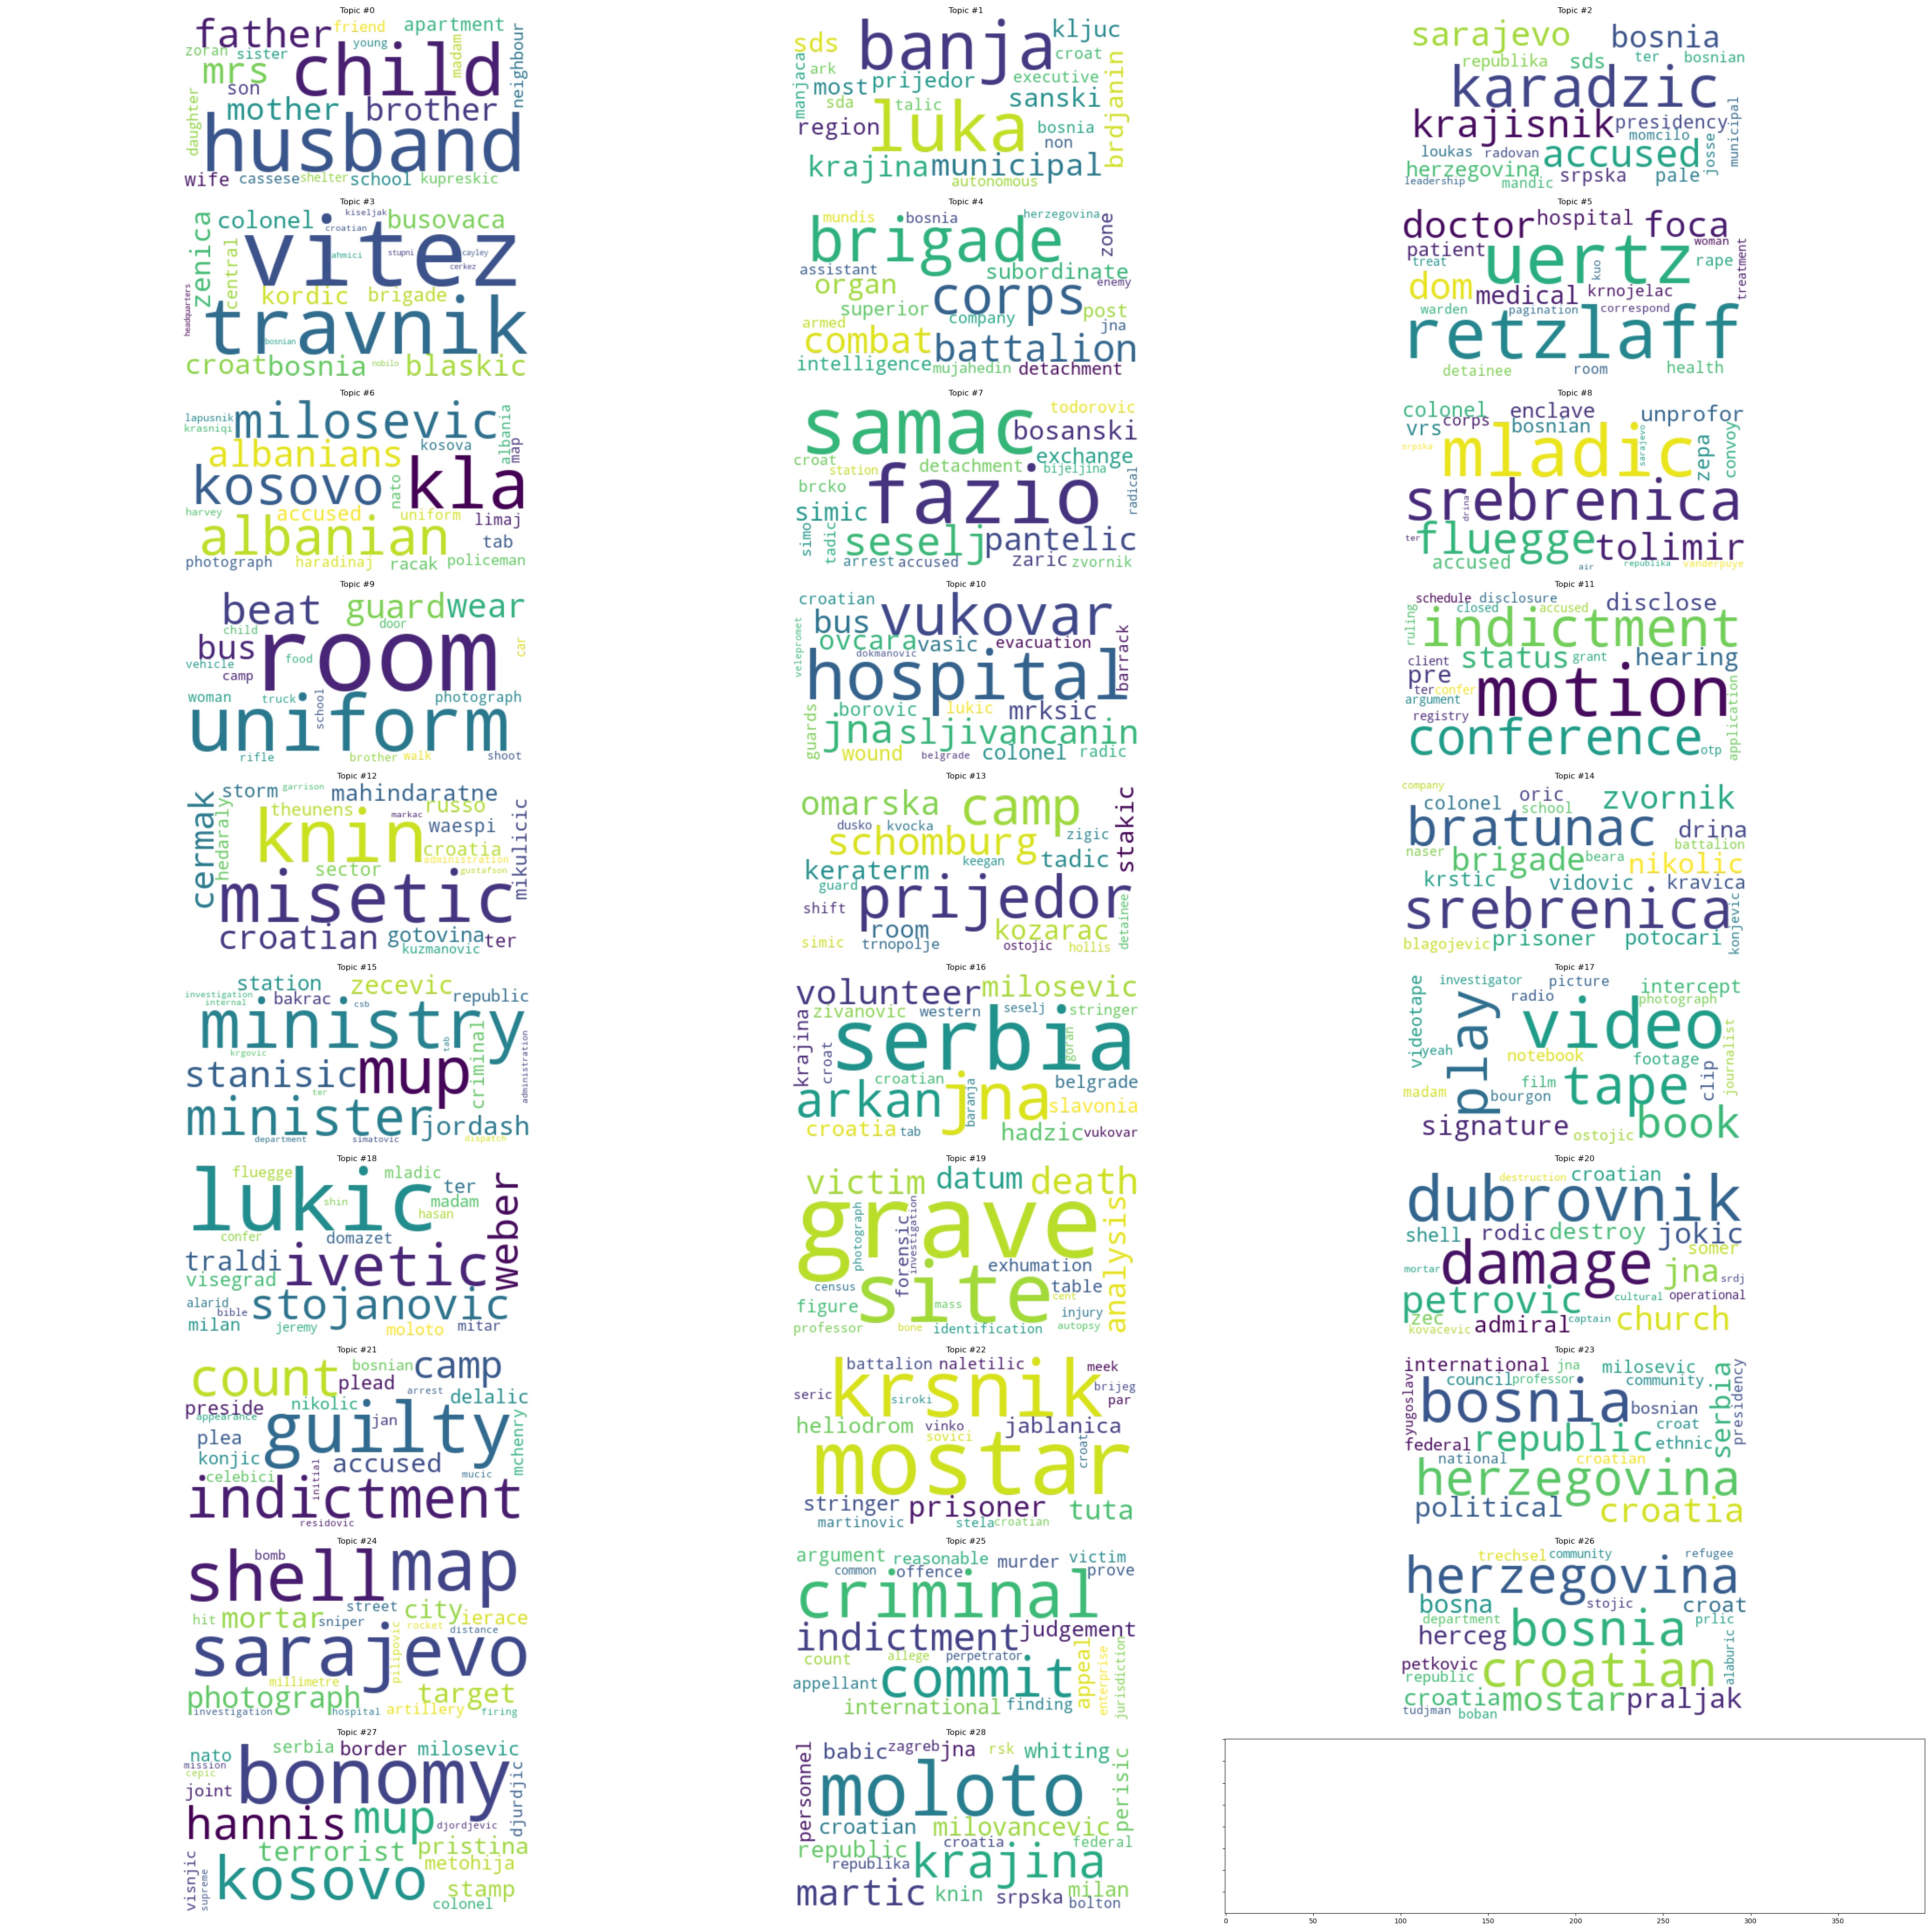 Topic #0
father friend apartment
zoran sister young madam neighbour
mrs child
son
mother brother
daughter husband
wife cassese shelter school kupreskic
Topic #1
sds banja kljuc
croat
manjaca ark most prijedor executive
sda talic sanski brdjanin
region luka bosnia
non
krajina municipal
autonomous
Topic #2
sarajevo bosnia
republika sds ter bosnian
karadzic
krajisnik presidency municipal
momcilo
loukas radovan accused josse
herzegovina srpska pale
leadership mandic
Topic #3
colonel kiseljak busovaca
croatian
zenica vitez
central ahmici stupni cayley
cerkez
headquarters kordic brigade
travnik
bosnian
croat bosnia nobilo blaskic
Topic #4
mundis bosnia herzegovina zone
brigade
assistant subordinate
organ corps enemy
superior company post
armed jna
combat battalion
intelligence mujahedin detachment
Topic #5
doctor hospital foca
patient woman
treat uertz kuo rape treatment
dom medical krnojelac
warden pagination correspond
retzlaff
detainee room health
Topic #6
lapusnik milosevic albania
krasniqi
albanians kosova map
kosovo nato kla
harvey accused uniform limaj
albanian tab
photograph haradinaj racak policeman
Topic #7
samac todorovic
bosanski
croat station detachment exchange
bijeljina
brcko fazio radical
simic
simo tadic seselj pantelic
arrest accused zaric zvornik
Topic #8
colonel enclave unprofor
vrs corps bosnian
srpska mladic sarajevo zepa convoy
srebrenica
drina
ter fluegge tolimir
accused air republika vanderpuye
Topic #9
beat guard wear
child door
bus room car
vehicle food
camp
woman truck school photograph
uniform
rifle brother walk shoot
Topic #10
croatian bus vukovar
velepromet ovcara vasic evacuation barrack
dokmanovic
hospital
borovic lukic mrksic
guards jna sljivancanin
wound belgrade colonel radic
Topic #11
schedule disclosure disclose
ruling closed accused
indictment
client status grant hearing
pre
ter confer motion application
argument
registry
conference otp
Topic #12
storm garrison mahindaratne
cermak hedaraly theunens markac russo
knin waespi mikulicic
croatia
administration
sector gustafson
misetic
croatian gotovina ter
kuzmanovic
Topic #13
omarska camp stakic
dusko kvocka zigic
schomburg
keraterm keegan tadic
guard
shift prijedor detainee
room kozarac
simic trnopolje ostojic hollis
Topic #14
company oric zvornik
colonel school
bratunac drina
battalion
naser brigade beara nikolic
krstic vidovic kravica
srebrenica konjevic
blagojevic prisoner potocari
Topic #15
station zecevic
investigation bakrac csb republic
internal
ministry
krgovic tab criminal administration
stanisic mup
ter
minister jordash
department simatovic dispatch
Topic #16
volunteer milosevic
zivanovic western seselj stringer
krajina croat serbia goran
croatian belgrade
arkan baranja jna slavonia
croatia tab hadzic vukovar
Topic #17
videotape investigator picture intercept
radio photograph
play video journalist
yeah notebook footage
madam film tape clip
bourgon
signature ostojic book
Topic #18
fluegge mladic ter weber
lukic shin madam
hasan
confer domazet
traldi ivetic
visegrad
alarid bible stojanovic
milan jeremy moloto mitar
Topic #19
victim datum death
photograph grave analysis
forensic investigation
exhumation
census site table
figure mass cent
injury
professor bone identification autopsy
Topic #20
destruction croatian
dubrovnik
shell rodic destroy jokic
somer
mortar damage jna srdj
petrovic cultural operational
zec captain church
kovacevic admiral
Topic #21
count bosnian camp
plead arrest delalic
preside nikolic
appearance jan mchenry
plea guilty
konjic accused
celebici initial mucic
indictment
residovic
Topic #22
battalion naletilic meek
seric krsnik brijeg
siroki par
heliodrom vinko jablanica
sovici croat
mostar
stringer prisoner tuta
martinovic stela croatian
Topic #23
international jna milosevic serbia presidency
council professor community
yugoslav bosnia bosnian
croat
federal republic ethnic
national croatian
herzegovina
political croatia
Topic #24
bomb
shell map
street city
hit mortar sniper ierace
rocket distance
sarajevo pilipovic
millimetre
photograph target
investigation hospital artillery firing
Topic #25
argument reasonable murder victim
common offence prove
criminal
indictment judgement
count allege perpetrator appeal enterprise jurisdiction
appellant commit
international finding
Topic #26
trechsel community refugee
herzegovina
bosna stojic croat
department prlic
herceg bosnia alaburic
petkovic
republic croatian
croatia mostar praljak
tudjman boban
Topic #27
nato serbia border milosevic
mission
cepic bonomy
joint djurdjic
hannis mup djordjevic
terrorist pristina
metohija
visnjic supreme kosovo stamp
colonel
Topic #28
personnel babic zagreb jna rsk whiting
moloto perisic
croatian milovancevic
croatia federal
republic
republika krajina
martic knin srpska milan
bolton
0 50 100 150 200 250 300 350